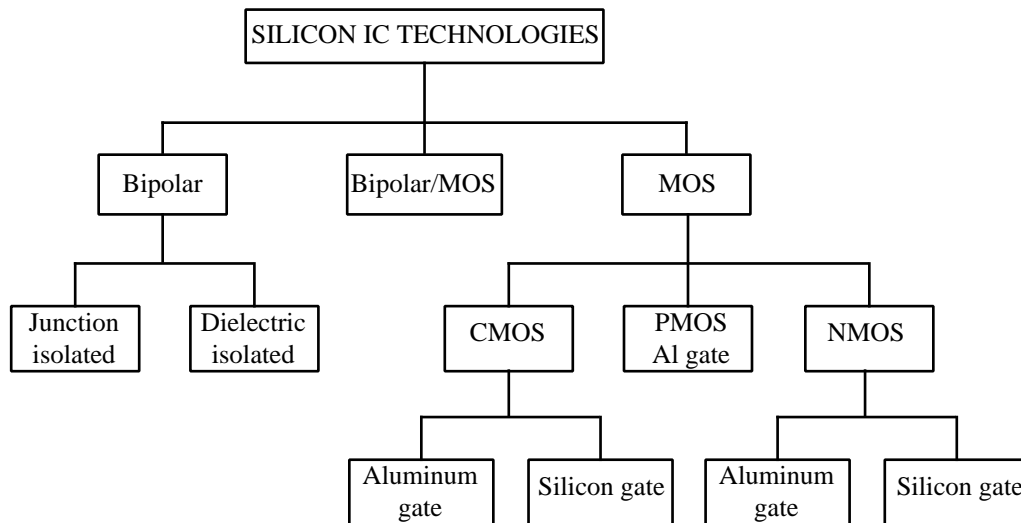 SILICON IC TECHNOLOGIES
Bipolar
Bipolar/MOS
MOS
Junction
isolated
Dielectric
isolated
CMOS
PMOS
Al gate
NMOS
Aluminum
gate
Silicon gate
Aluminum
gate
Silicon gate